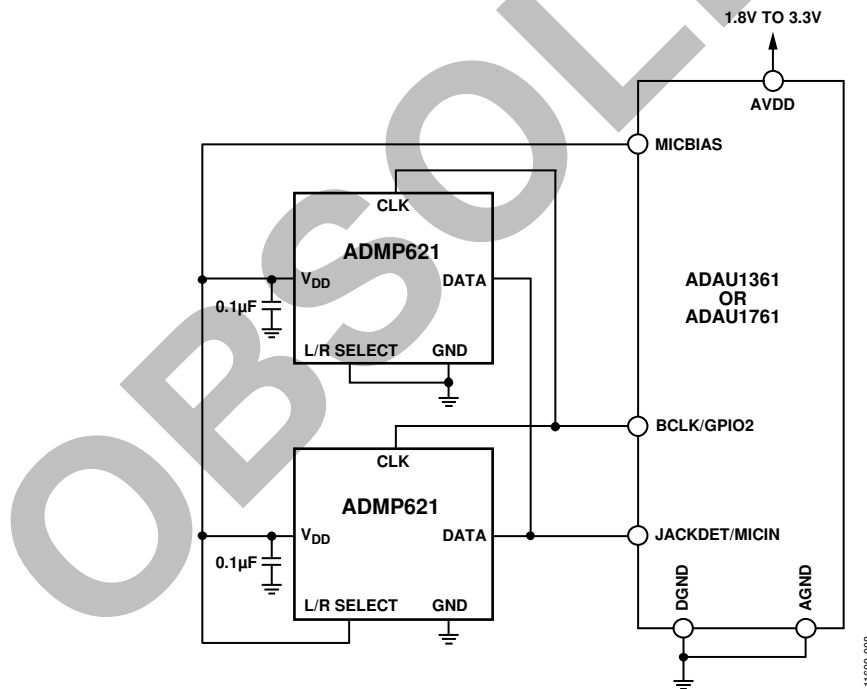 1.8V TO 3.3V
AVDD
MICBIAS
CLK
ADMP621
VDD
DATA
0.1µF
L/R SELECT
GND
ADAU1361
OR
ADAU1761
BCLK/GPIO2
CLK
ADMP621
VDD
DATA
JACKDET/MICIN
0.1µF
L/R SELECT
GND
DGND
AGND
OBSOL